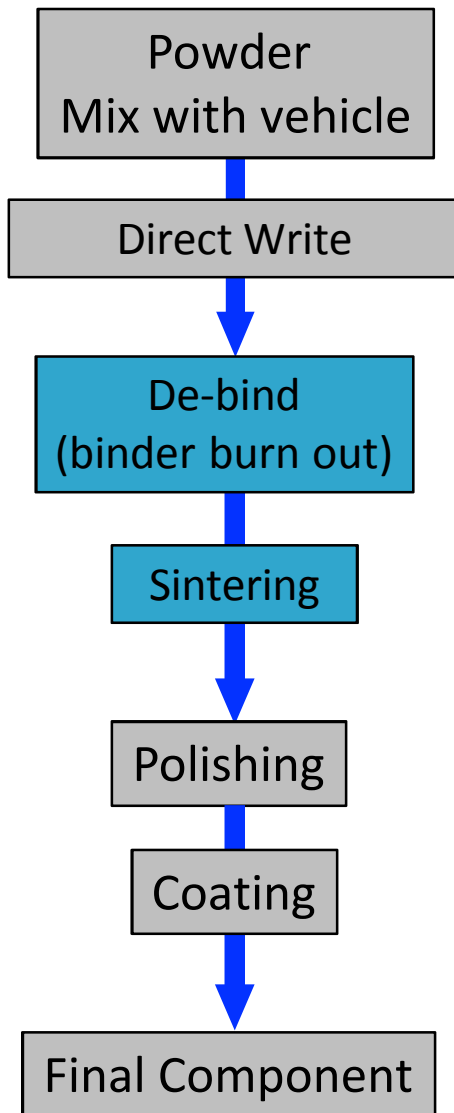 Powder
Mix with vehicle
Direct Write
De-bind
(binder burn out)
Sintering
Polishing
Coating
Final Component